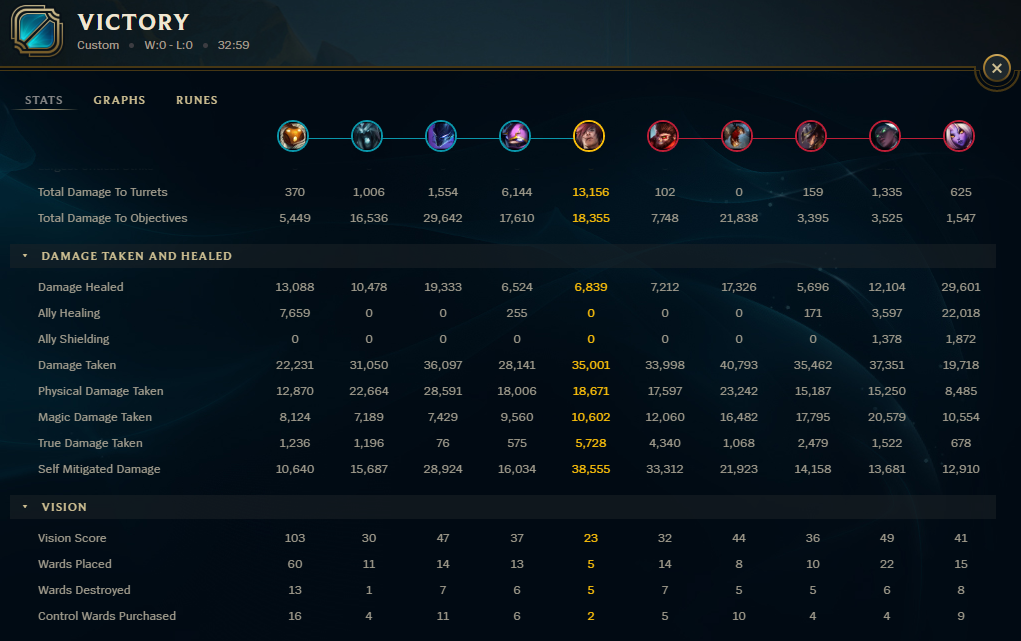 VICTORY
Custom • W:0 - L:0 • 32:59
STATS GRAPHS RUNES
Total Damage To Turrets 370 1,006 1,554 6,144 13,156 102 0 159 1,335 625
Total Damage To Objectives 5,449 16,536 29,642 17,610 18,355 7,748 21,838 3,395 3,525 1,547
DAMAGE TAKEN AND HEALED
Damage Healed 13,088 10,478 19,333 6,524 6,839 7,212 17,326 5,696 12,104 29,601
Ally Healing 7,659 0 0 255 0 0 0 171 3,597 22,018
Ally Shielding 0 0 0 0 0 0 0 0 1,378 1,872
Damage Taken 22,231 31,050 36,097 28,141 35,001 33,998 40,793 35,462 37,351 19,718
Physical Damage Taken 12,870 22,664 28,591 18,006 18,671 17,597 23,242 15,187 15,250 8,485
Magic Damage Taken 8,124 7,189 7,429 9,560 10,602 12,060 16,482 17,795 20,579 10,554
True Damage Taken 1,236 1,196 76 575 5,728 4,340 1,068 2,479 1,522 678
Self Mitigated Damage 10,640 15,687 28,924 16,034 38,555 33,312 21,923 14,158 13,681 12,910
VISION
Vision Score 103 30 47 37 23 32 44 36 49 41
Wards Placed 60 11 14 13 5 14 8 10 22 15
Wards Destroyed 13 1 7 6 5 7 5 5 6 8
Control Wards Purchased 16 4 11 6 2 5 10 4 4 9